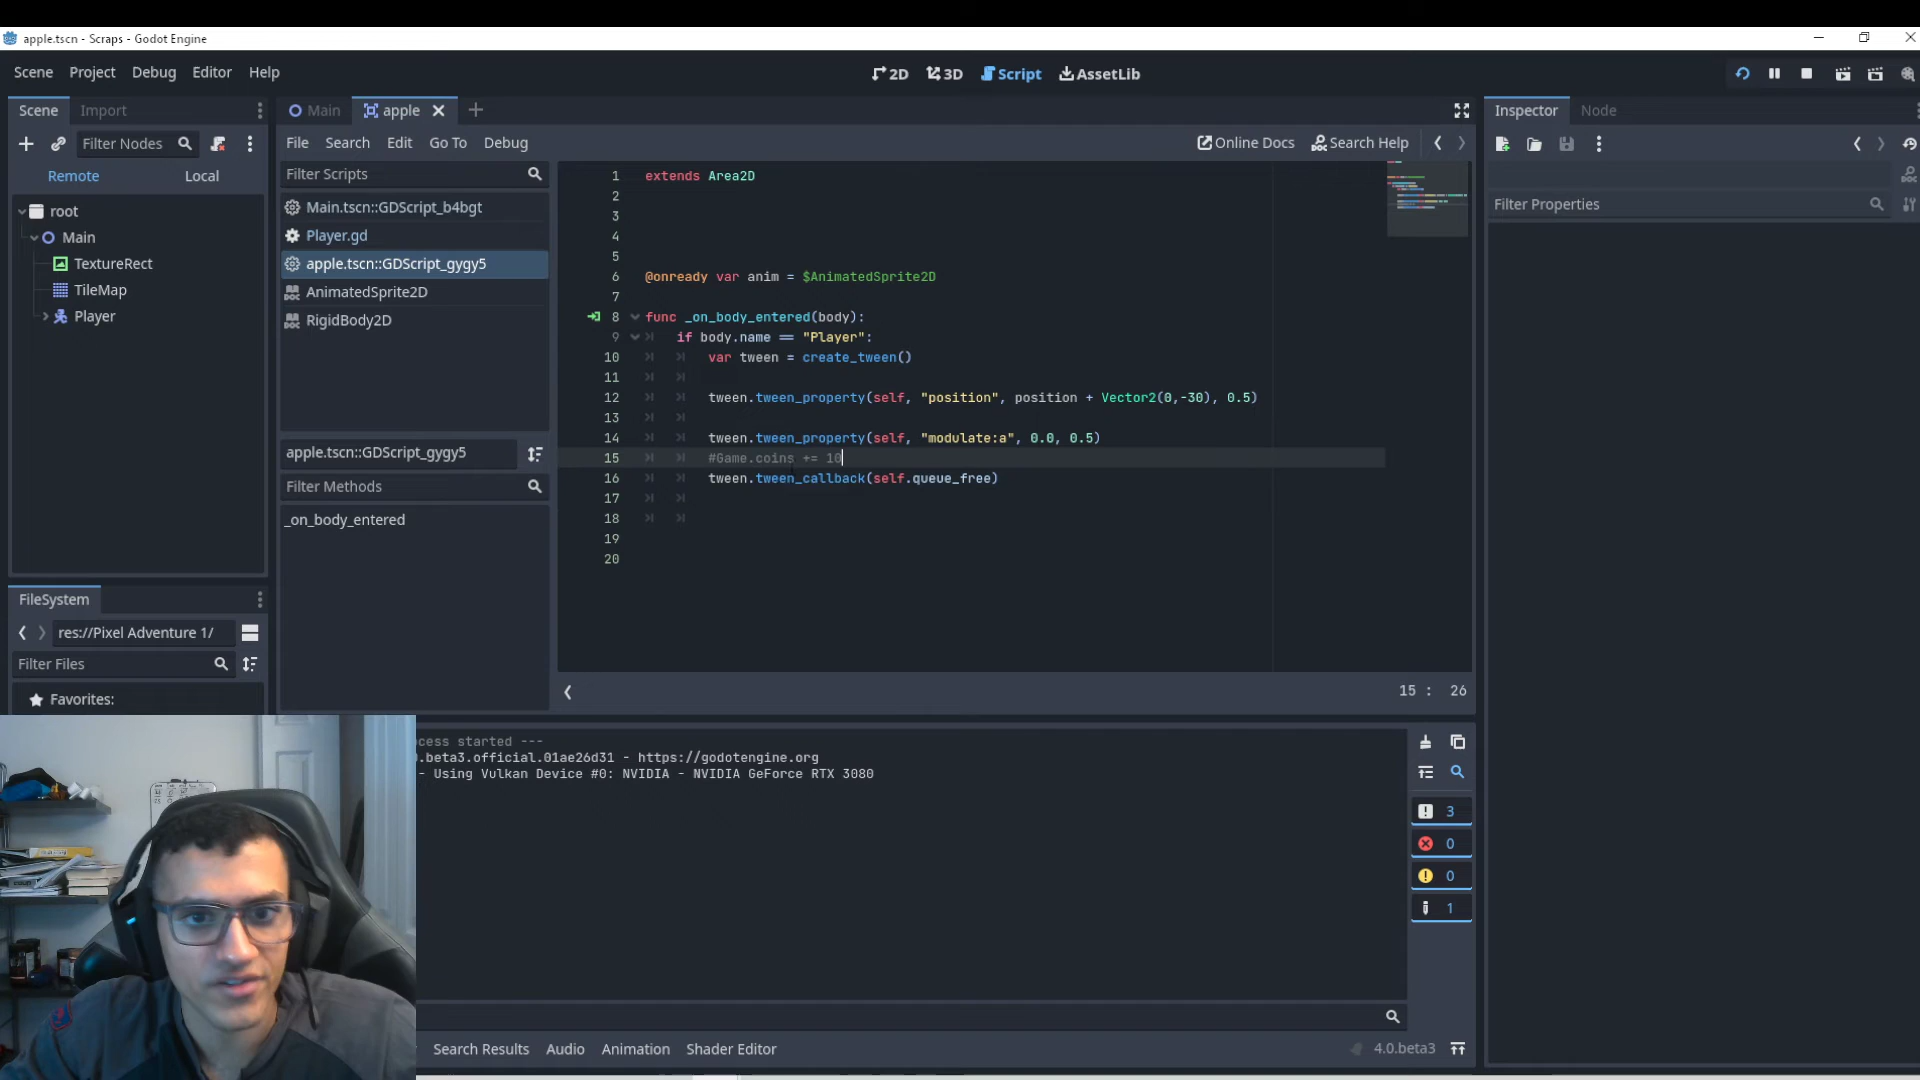 apple.tscn - Scraps - Godot Engine
Scene Project Debug Editor Help
2D 3D Script AssetLib
Scene Import
Main apple
Inspector Node
Filter Nodes
File Search Edit Go To Debug
Online Docs Search Help
Remote Local
Filter Scripts
Filter Properties
root
Main
TextureRect
TileMap
Player
Main.tscn::GDScript_b4bgt
Player.gd
apple.tscn::GDScript_gygy5
AnimatedSprite2D
RigidBody2D
apple.tscn::GDScript_gygy5
Filter Methods
_on_body_entered
1 extends Area2D
2
3
4
5
6 @onready var anim = $AnimatedSprite2D
7
8 func _on_body_entered(body):
9 if body.name == "Player":
10 var tween = create_tween()
11
12 tween.tween_property(self, "position", position + Vector2(0,-30), 0.5)
13
14 tween.tween_property(self, "modulate:a", 0.0, 0.5)
15 #Game.coins += 10
16 tween.tween_callback(self.queue_free)
17
18
19
20
15 : 26
FileSystem
res://Pixel Adventure 1/
Filter Files
Favorites:
cess started ---
.beta3.official.01ae26d31 - https://godotengine.org
- Using Vulkan Device #0: NVIDIA - NVIDIA GeForce RTX 3080
3
0
0
1
Search Results Audio Animation Shader Editor
4.0.beta3